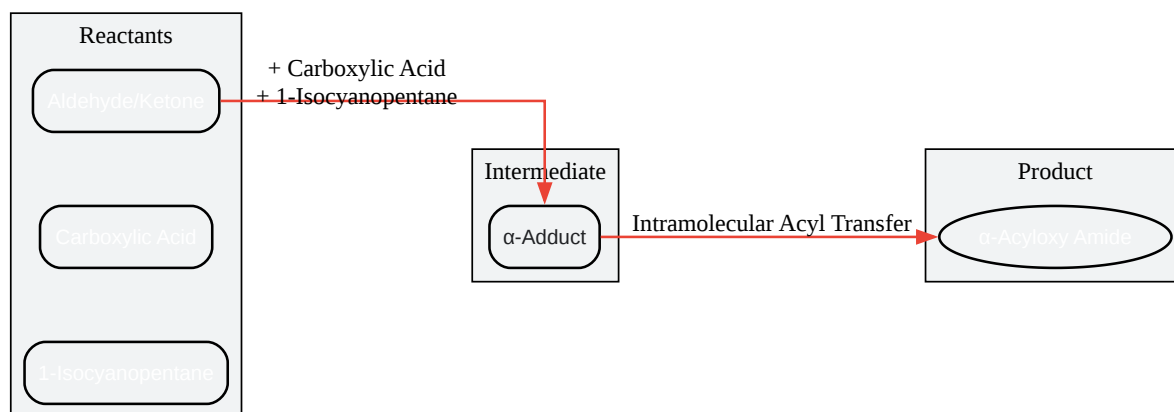 Reactants
Aldehyde/Ketone
+ Carboxylic Acid
+ 1-Isocyanopentane
Carboxylic Acid
1-Isocyanopentane
Intermediate
α-Adduct
Intramolecular Acyl Transfer
Product
α-Acyloxy Amide